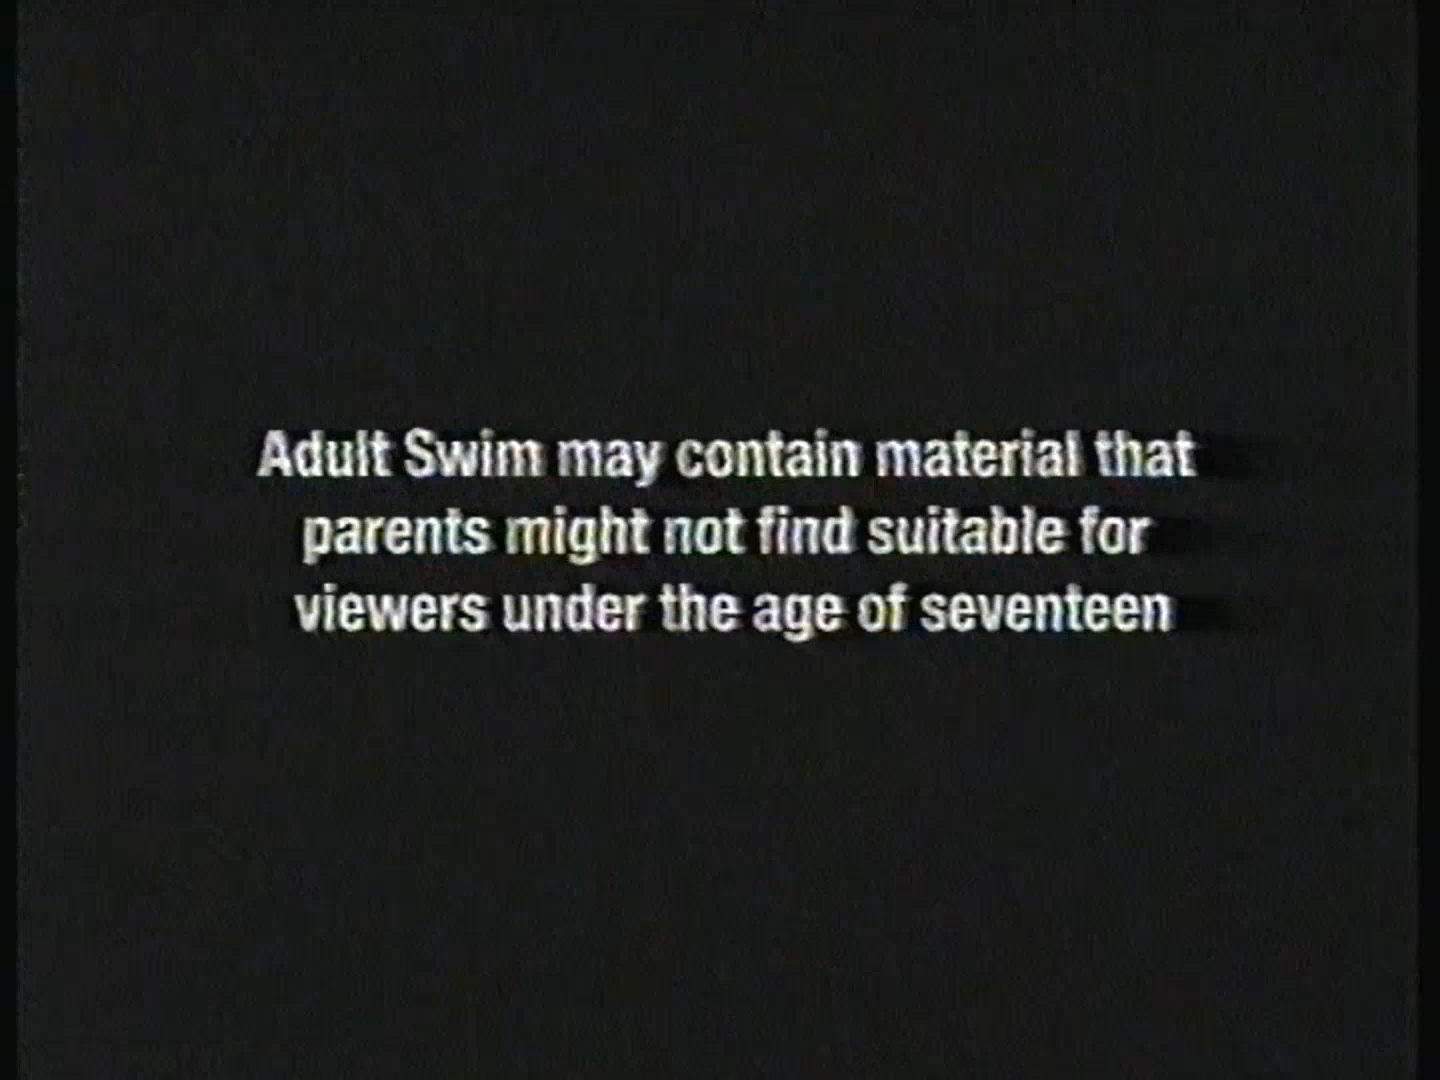 Adult Swim may contain material that
parents might not find suitable for
viewers under the age of seventeen